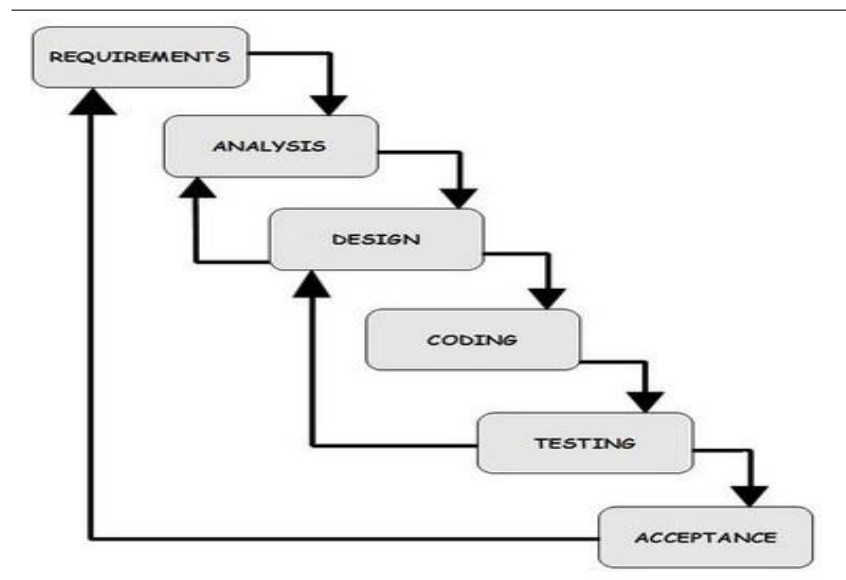 REQUIREMENTS
ANALYSIS
DESIGN
CODING
TESTING
ACCEPTANCE